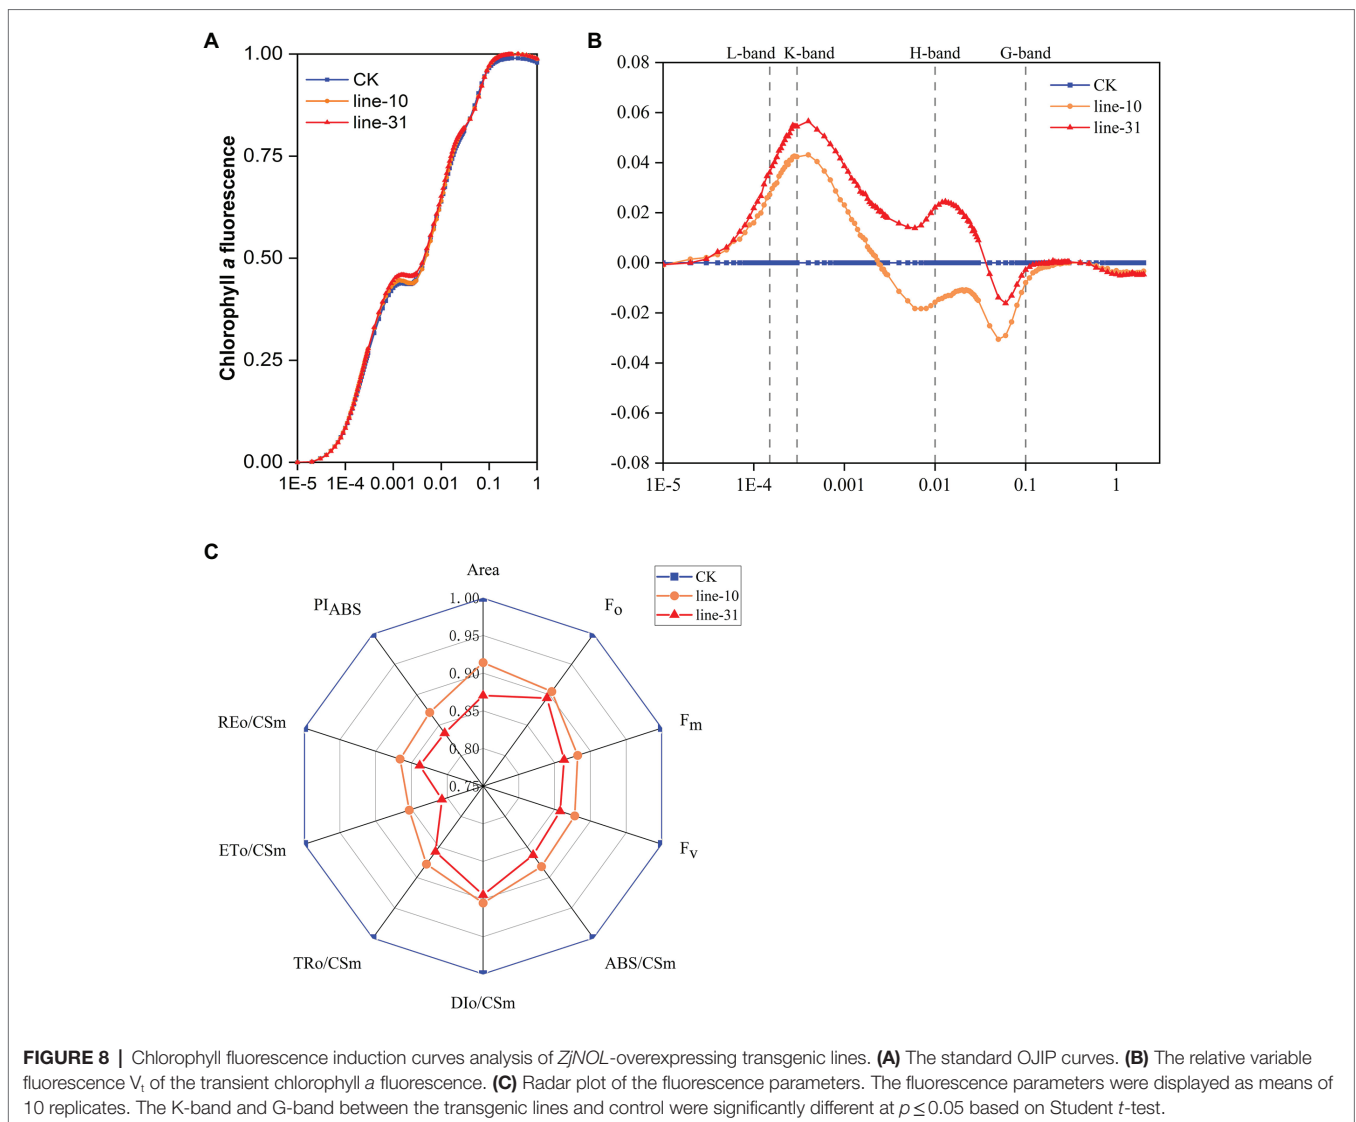 A
Chlorophyll a fluorescence
1.00
0.75
0.50
0.25
0.00
1E-5 1E-4 0.001 0.01 0.1 1
CK
line-10
line-31
B
L-band K-band H-band G-band
0.08
0.06
0.04
0.02
0.00
-0.02
-0.04
-0.06
-0.08
1E-5 1E-4 0.001 0.01 0.1 1
CK
line-10
line-31
C
Area
Fo
Fm
Fv
ABS/CSm
DIo/CSm
TRo/CSm
ETo/CSm
REo/CSm
PIABS
1.00
0.95
0.90
0.85
0.80
0.75
CK
line-10
line-31
FIGURE 8 | Chlorophyll fluorescence induction curves analysis of ZjNOL-overexpressing transgenic lines. (A) The standard OJIP curves. (B) The relative variable
fluorescence Vt of the transient chlorophyll a fluorescence. (C) Radar plot of the fluorescence parameters. The fluorescence parameters were displayed as means of
10 replicates. The K-band and G-band between the transgenic lines and control were significantly different at p ≤ 0.05 based on Student t-test.